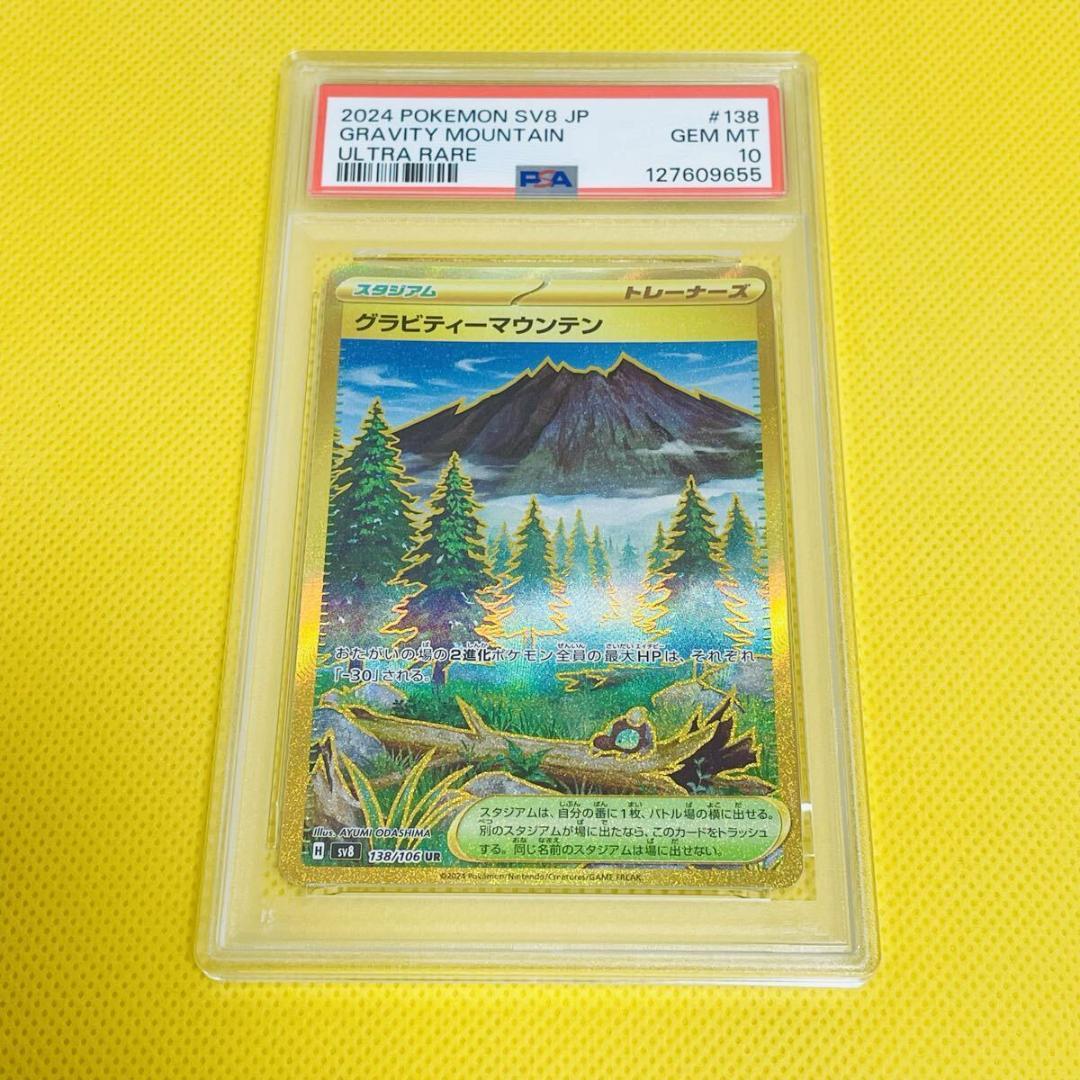 2024 POKEMON SV8 JP #138
GRAVITY MOUNTAIN GEM MT
ULTRA RARE 10
PSA 127609655
スタジアム トレーナーズ
グラビティーマウンテン
おたがいの場の2進化ポケモン全員の最大HPは、それぞれ
「-30」される。
スタジアムは、自分の番に1枚、バトル場の横に出せる。
別のスタジアムが場に出たなら、このカードをトラッシュ
する。同じ名前のスタジアムは場に出せない。
Illus. AYUMI ODASHIMA
H sv8 138/106 UR
©2024 Pokémon/Nintendo/Creatures/GAME FREAK.